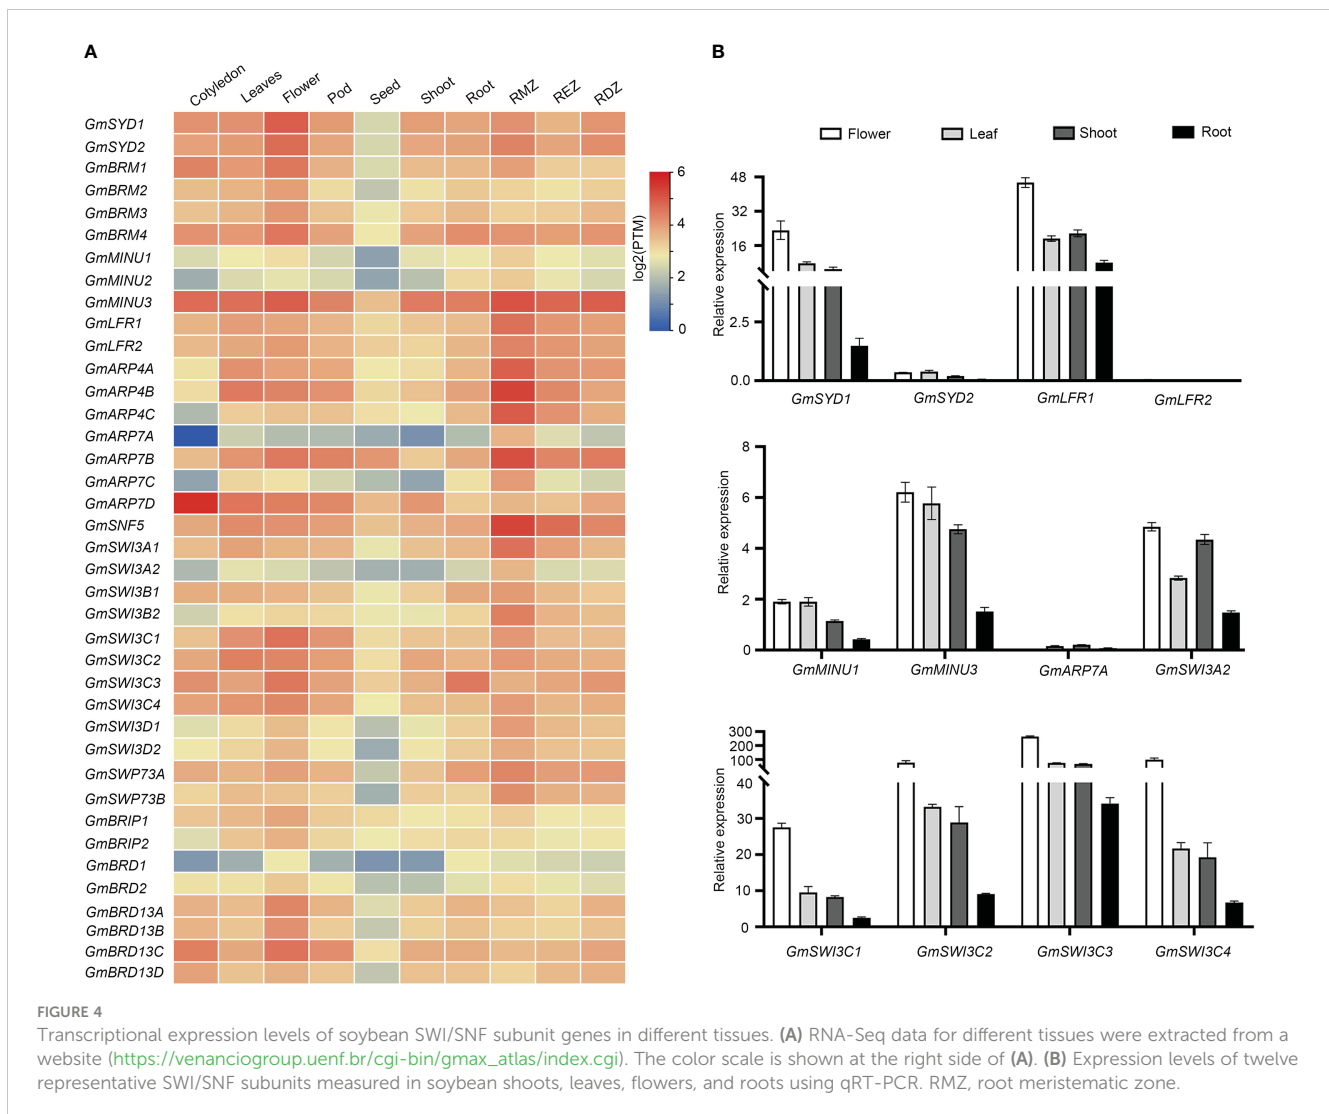 A
Cotyledon Leaves Flower Pod Seed Shoot Root RMZ REZ RDZ
GmSYD1
GmSYD2
GmBRM1
GmBRM2
GmBRM3
GmBRM4
GmMINU1
GmMINU2
GmMINU3
GmLFR1
GmLFR2
GmARP4A
GmARP4B
GmARP4C
GmARP7A
GmARP7B
GmARP7C
GmARP7D
GmSNF5
GmSWI3A1
GmSWI3A2
GmSWI3B1
GmSWI3B2
GmSWI3C1
GmSWI3C2
GmSWI3C3
GmSWI3C4
GmSWI3D1
GmSWI3D2
GmSWP73A
GmSWP73B
GmBRIP1
GmBRIP2
GmBRD1
GmBRD2
GmBRD13A
GmBRD13B
GmBRD13C
GmBRD13D
6
4
2
0
log2(PTM)
B
Flower Leaf Shoot Root
Relative expression
48
32
16
2.5
0.0
GmSYD1 GmSYD2 GmLFR1 GmLFR2
Relative expression
8
6
4
2
0
GmMINU1 GmMINU3 GmARP7A GmSWI3A2
Relative expression
300
200
100
40
30
20
10
0
GmSWI3C1 GmSWI3C2 GmSWI3C3 GmSWI3C4
FIGURE 4
Transcriptional expression levels of soybean SWI/SNF subunit genes in different tissues. (A) RNA-Seq data for different tissues were extracted from a
website (https://venanciogroup.uenf.br/cgi-bin/gmax_atlas/index.cgi). The color scale is shown at the right side of (A). (B) Expression levels of twelve
representative SWI/SNF subunits measured in soybean shoots, leaves, flowers, and roots using qRT-PCR. RMZ, root meristematic zone.